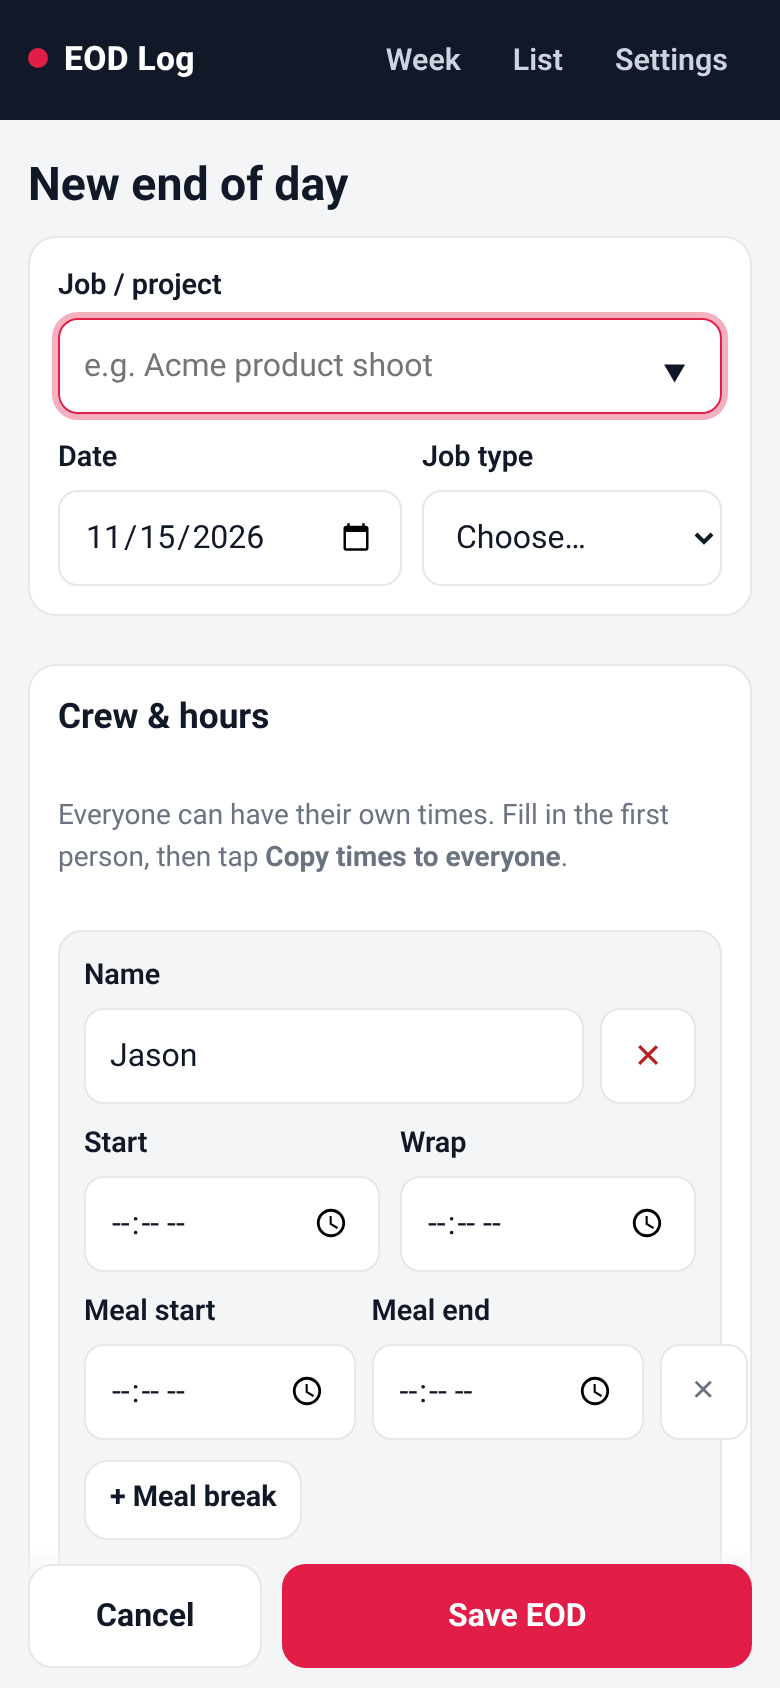 EOD Log
Week
List
Settings
New end of day
Job / project
e.g. Acme product shoot
Date
Job type
11/15/2026
Choose...
Crew & hours
Everyone can have their own times. Fill in the first
person, then tap Copy times to everyone.
Name
Jason
Start
Wrap
--:-- --
--:-- --
Meal start
Meal end
--:-- --
--:-- --
+ Meal break
Cancel
Save EOD